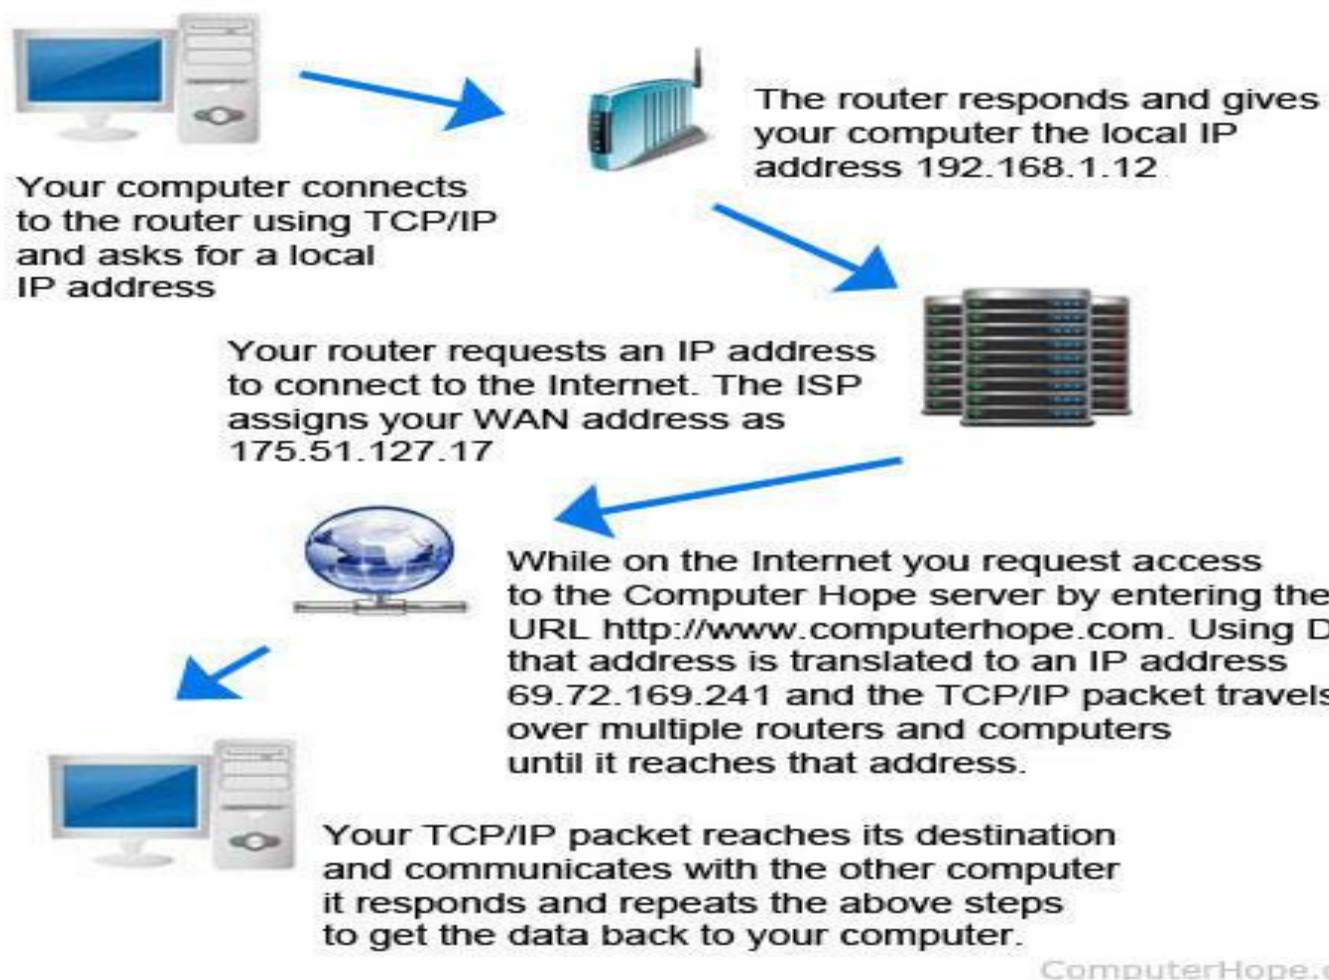 The router responds and gives
your computer the local IP
address 192.168.1.12
Your computer connects
to the router using TCP/IP
and asks for a local
IP address
Your router requests an IP address
to connect to the Internet. The ISP
assigns your WAN address as
175.51.127.17
While on the Internet you request access
to the Computer Hope server by entering the
URL http://www.computerhope.com. Using D
that address is translated to an IP address
69.72.169.241 and the TCP/IP packet travels
over multiple routers and computers
until it reaches that address.
Your TCP/IP packet reaches its destination
and communicates with the other computer
it responds and repeats the above steps
to get the data back to your computer.
ComputerHope.c